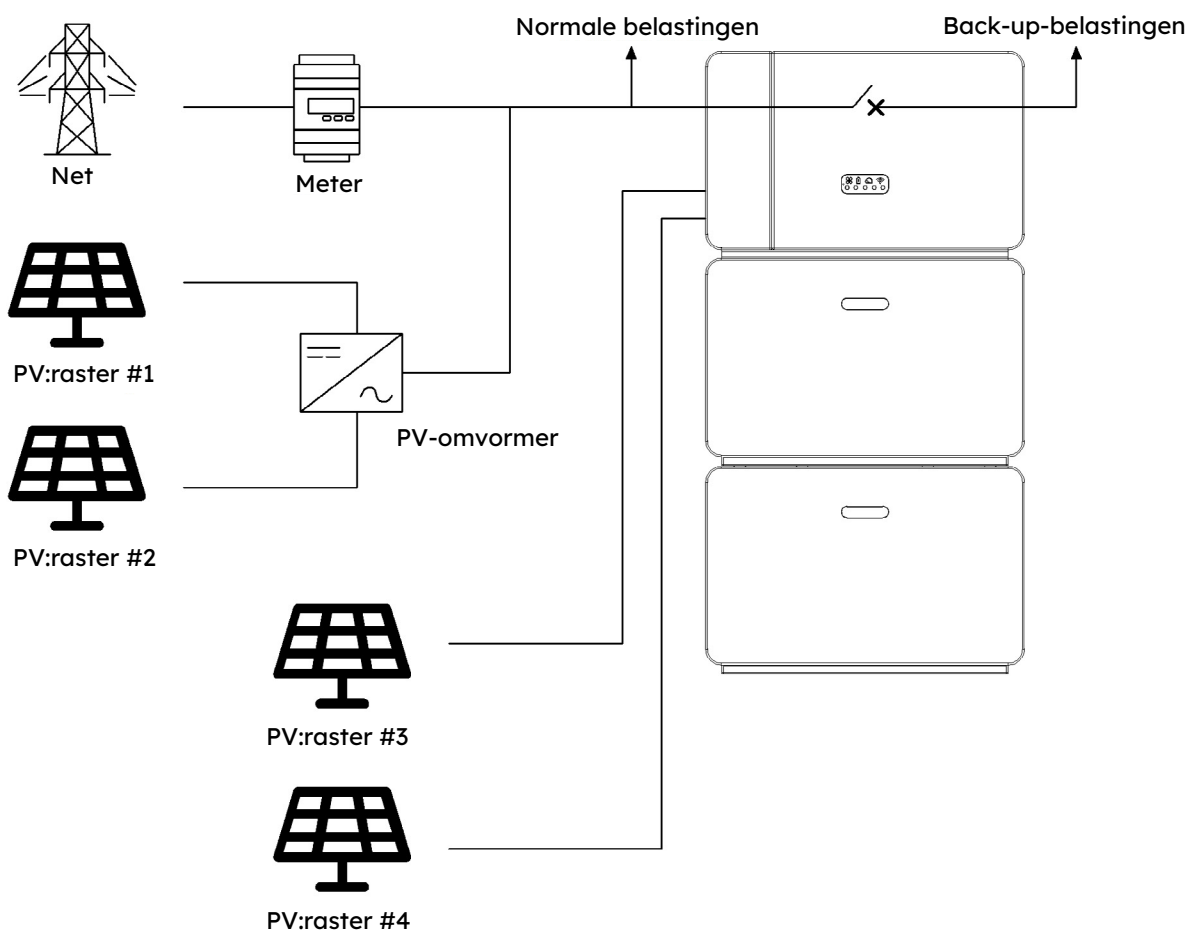 Normale belastingen
Back-up-belastingen
Net
Meter
PV:raster #1
PV-omvormer
PV:raster #2
PV:raster #3
PV:raster #4